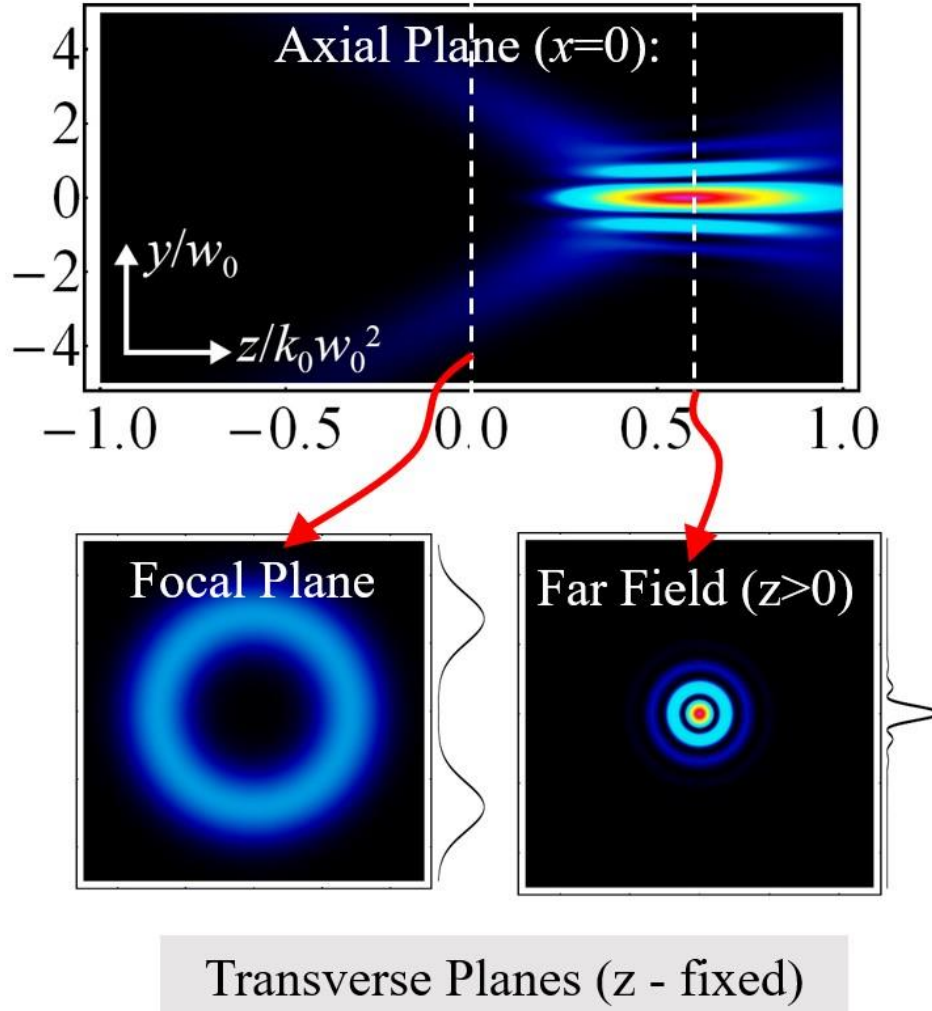 Axial Plane (x=0):
4
2
0
−2
−4
y/w₀
z/k₀w₀²
−1.0
−0.5
0.0
0.5
1.0
Focal Plane
Far Field (z>0)
Transverse Planes (z - fixed)